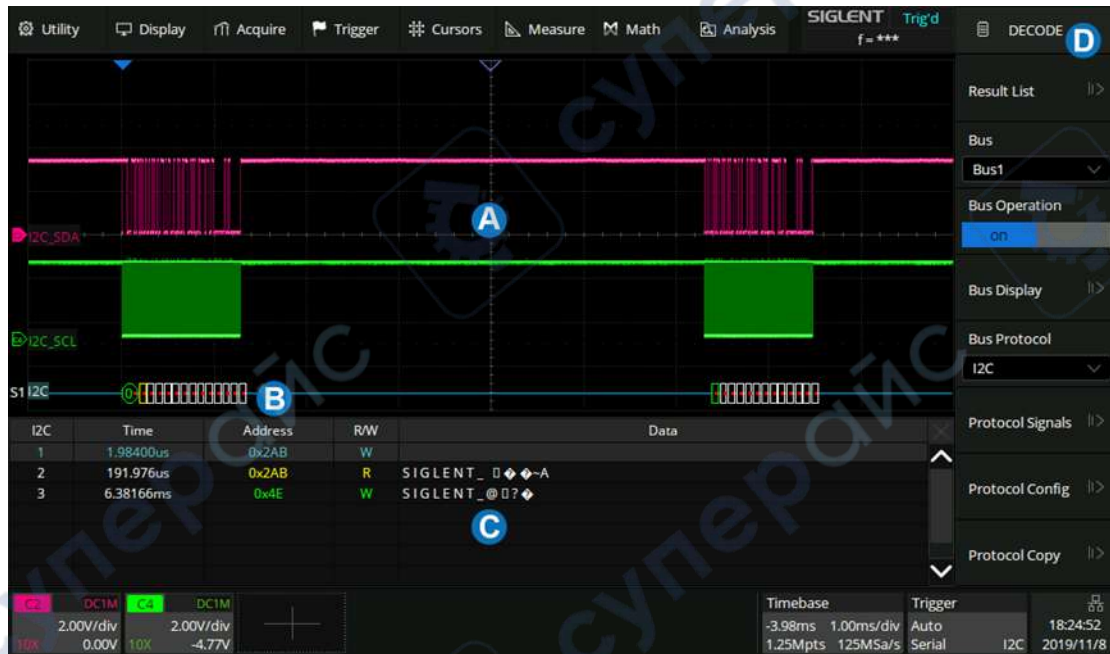 Utility Display Acquire Trigger Cursors Measure Math Analysis SIGLENT Trig'd
f = ***
DECODE
D
Result List
Bus
Bus1
Bus Operation
on
Bus Display
Bus Protocol
I2C
Protocol Signals
Protocol Config
Protocol Copy
A
I2C_SDA
I2C_SCL
S1 I2C
B
I2C Time Address R/W Data
1 1.98400us 0x2AB W
2 191.976us 0x2AB R SIGLENT_ ▯��~A
3 6.38166ms 0x4E W SIGLENT_@▯?�
C
C2 DC1M C4 DC1M
2.00V/div 2.00V/div
10X 0.00V 10X -4.77V
Timebase Trigger
-3.98ms 1.00ms/div Auto
1.25Mpts 125MSa/s Serial I2C
18:24:52
2019/11/8
суперайс